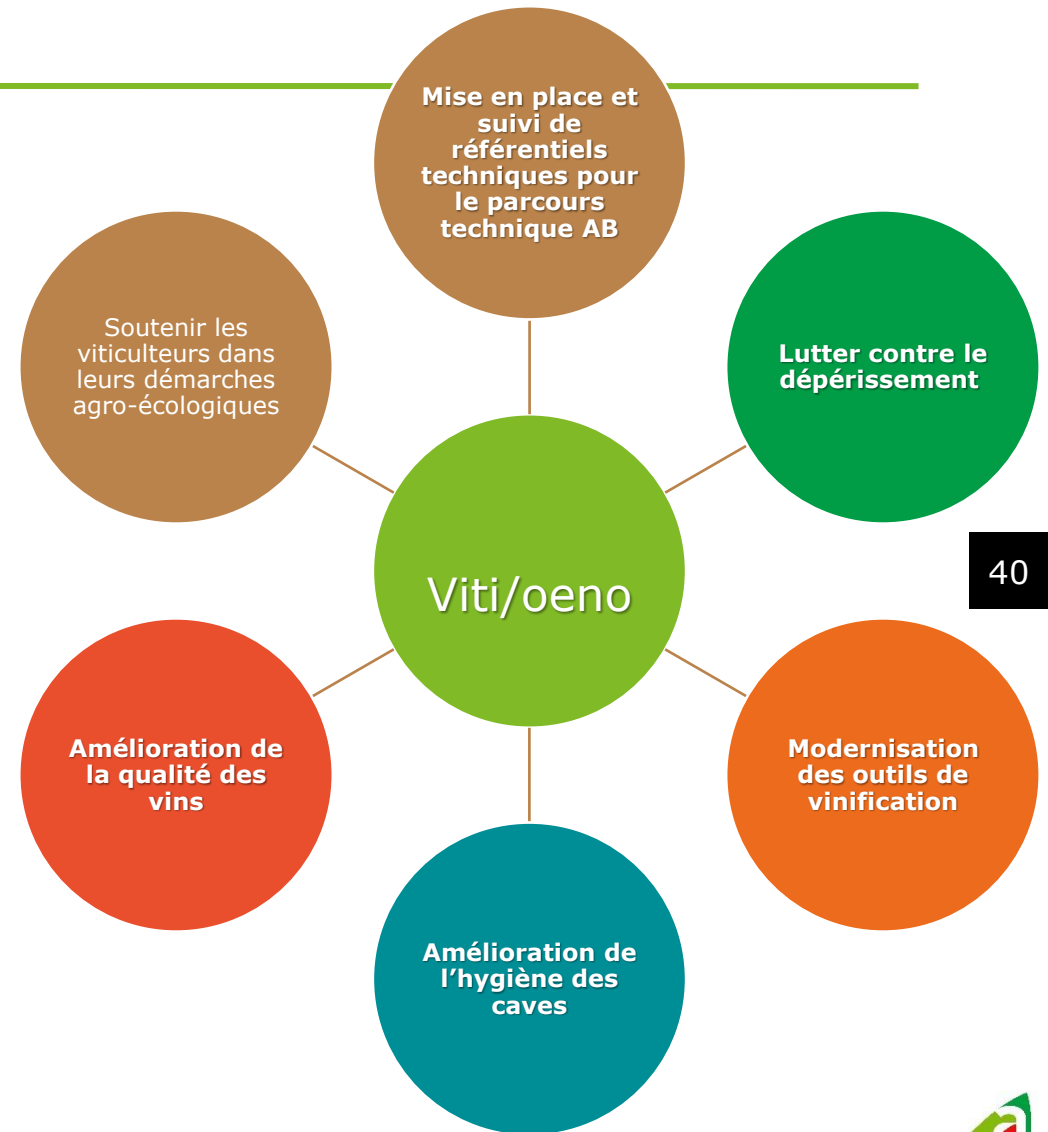 Mise en place et
suivi de
référentiels
techniques pour
le parcours
technique AB
Soutenir les
viticulteurs dans
leurs démarches
agro-écologiques
Lutter contre le
dépérissement
Viti/oeno
40
Amélioration de
la qualité des
vins
Modernisation
des outils de
vinification
Amélioration de
l'hygiène des
caves